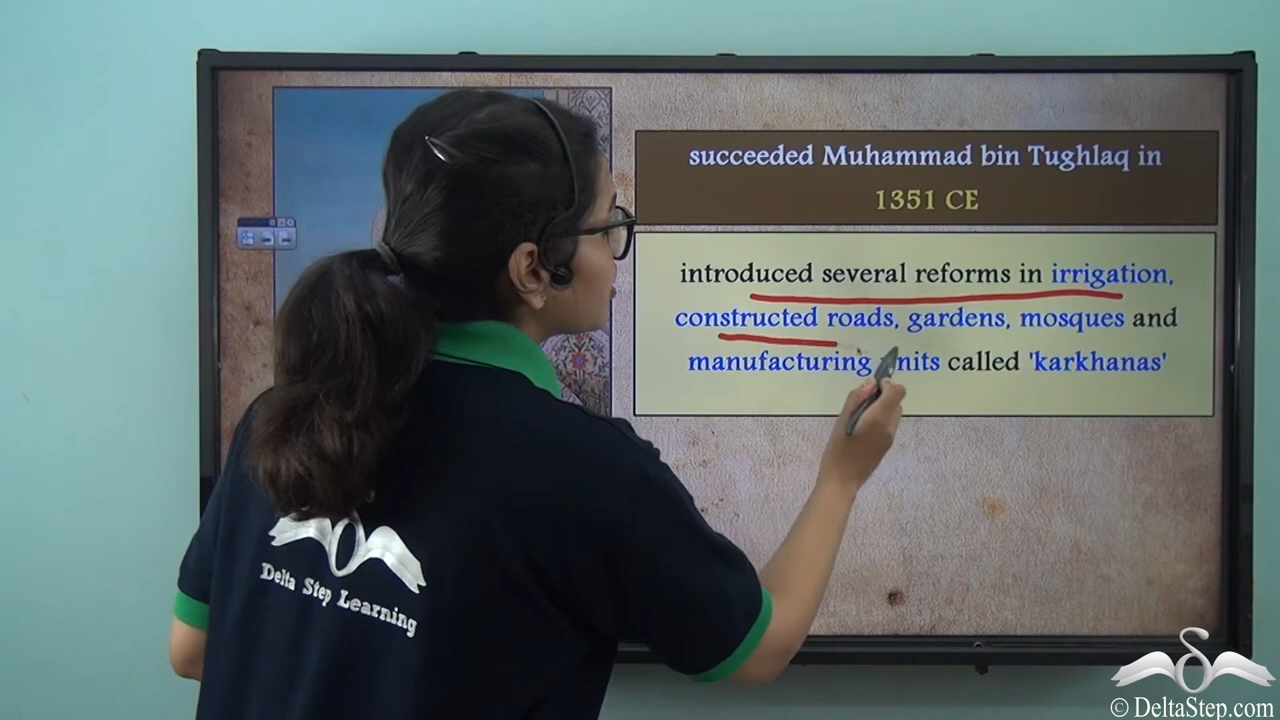 succeeded Muhammad bin Tughlaq in
1351 CE
introduced several reforms in irrigation,
constructed roads, gardens, mosques and
manufacturing units called 'karkhanas'
Delta Step Learning
© DeltaStep.com